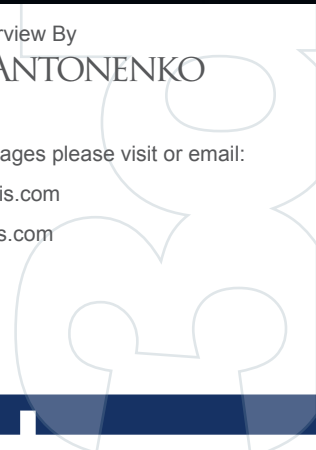 rview By
ANTONENKO
ages please visit or email:
is.com
s.com